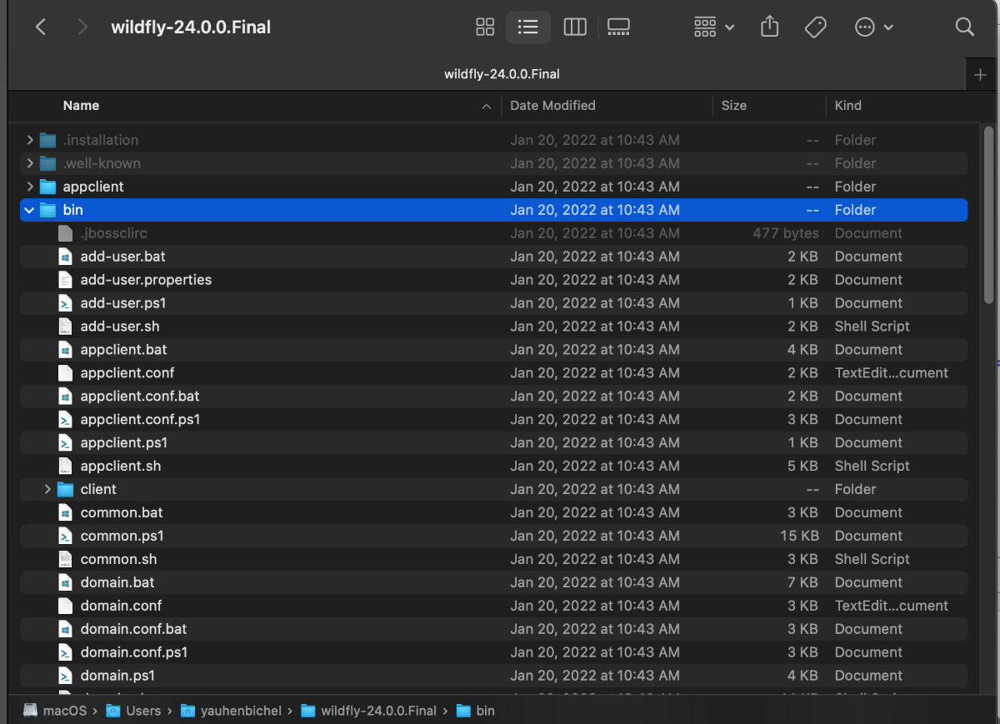 wildfly-24.0.0.Final
wildfly-24.0.0.Final
Name Date Modified Size Kind
.installation Jan 20, 2022 at 10:43 AM -- Folder
.well-known Jan 20, 2022 at 10:43 AM -- Folder
appclient Jan 20, 2022 at 10:43 AM -- Folder
bin Jan 20, 2022 at 10:43 AM -- Folder
.jbossclirc Jan 20, 2022 at 10:43 AM 477 bytes Document
add-user.bat Jan 20, 2022 at 10:43 AM 2 KB Document
add-user.properties Jan 20, 2022 at 10:43 AM 2 KB Document
add-user.ps1 Jan 20, 2022 at 10:43 AM 1 KB Document
add-user.sh Jan 20, 2022 at 10:43 AM 2 KB Shell Script
appclient.bat Jan 20, 2022 at 10:43 AM 4 KB Document
appclient.conf Jan 20, 2022 at 10:43 AM 2 KB TextEdit...cument
appclient.conf.bat Jan 20, 2022 at 10:43 AM 2 KB Document
appclient.conf.ps1 Jan 20, 2022 at 10:43 AM 3 KB Document
appclient.ps1 Jan 20, 2022 at 10:43 AM 1 KB Document
appclient.sh Jan 20, 2022 at 10:43 AM 5 KB Shell Script
client Jan 20, 2022 at 10:43 AM -- Folder
common.bat Jan 20, 2022 at 10:43 AM 3 KB Document
common.ps1 Jan 20, 2022 at 10:43 AM 15 KB Document
common.sh Jan 20, 2022 at 10:43 AM 3 KB Shell Script
domain.bat Jan 20, 2022 at 10:43 AM 7 KB Document
domain.conf Jan 20, 2022 at 10:43 AM 3 KB TextEdit...cument
domain.conf.bat Jan 20, 2022 at 10:43 AM 3 KB Document
domain.conf.ps1 Jan 20, 2022 at 10:43 AM 3 KB Document
domain.ps1 Jan 20, 2022 at 10:43 AM 4 KB Document
macOS › Users › yauhenbichel › wildfly-24.0.0.Final › bin